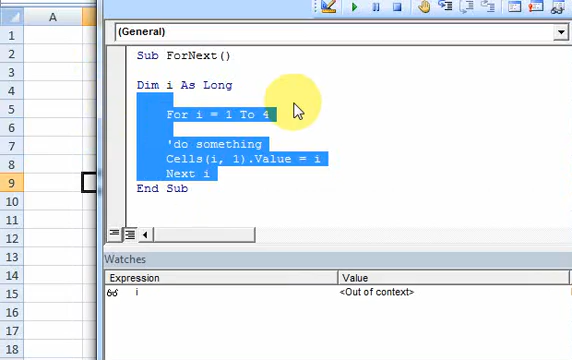 A
1
2
3
4
5
6
7
8
9
10
11
12
13
14
15
16
17
18
(General)
Sub ForNext()
Dim i As Long
For i = 1 To 4
'do something
Cells(i, 1).Value = i
Next i
End Sub
Watches
Expression Value
i <Out of context>